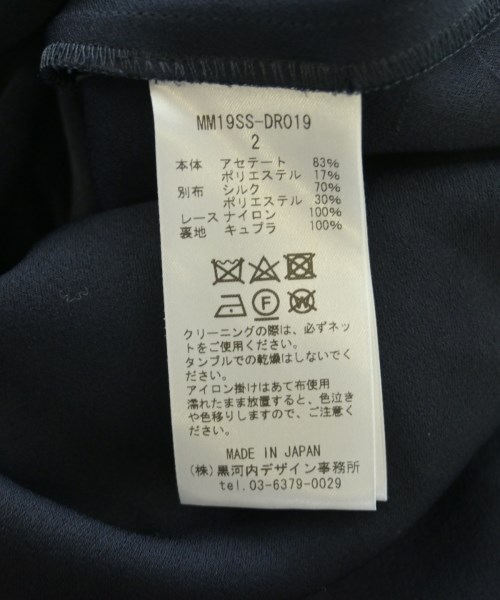 MM19SS-DR019
2
本体 アセテート 83%
ポリエステル 17%
別布 シルク 70%
ポリエステル 30%
レース ナイロン 100%
裏地 キュプラ 100%
F W
クリーニングの際は、必ずネッ
トをご使用ください。
タンブルでの乾燥はしないでく
ださい。
アイロン掛けはあて布使用
濡れたまま放置すると、色泣き
や色移りしますので、ご注意く
ださい。
MADE IN JAPAN
(株)黒河内デザイン事務所
tel.03-6379-0029